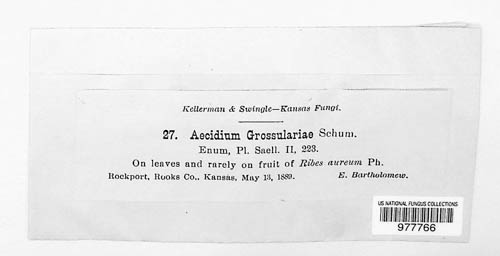 Kellerman & Swingle—Kansas Fungi.
27. Aecidium Grossulariae Schum.
Enum, Pl. Saell. II, 223.
On leaves and rarely on fruit of Ribes aureum Ph.
Rockport, Rooks Co., Kansas, May 13, 1889. E. Bartholomew.
US NATIONAL FUNGUS COLLECTIONS
977766